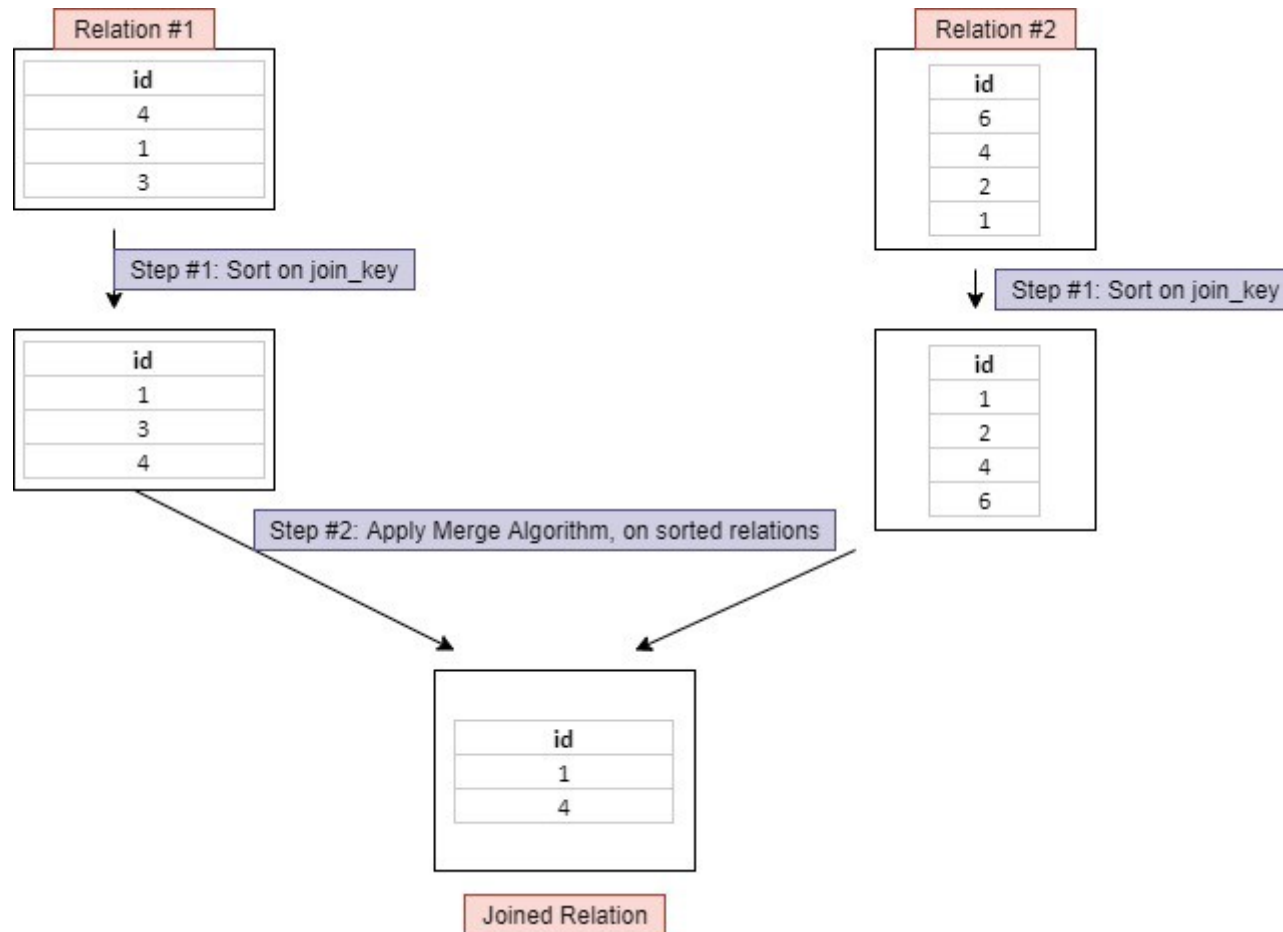 Relation #1
id
4
1
3
Step #1: Sort on join_key
id
1
3
4
Relation #2
id
6
4
2
1
Step #1: Sort on join_key
id
1
2
4
6
Step #2: Apply Merge Algorithm, on sorted relations
id
1
4
Joined Relation